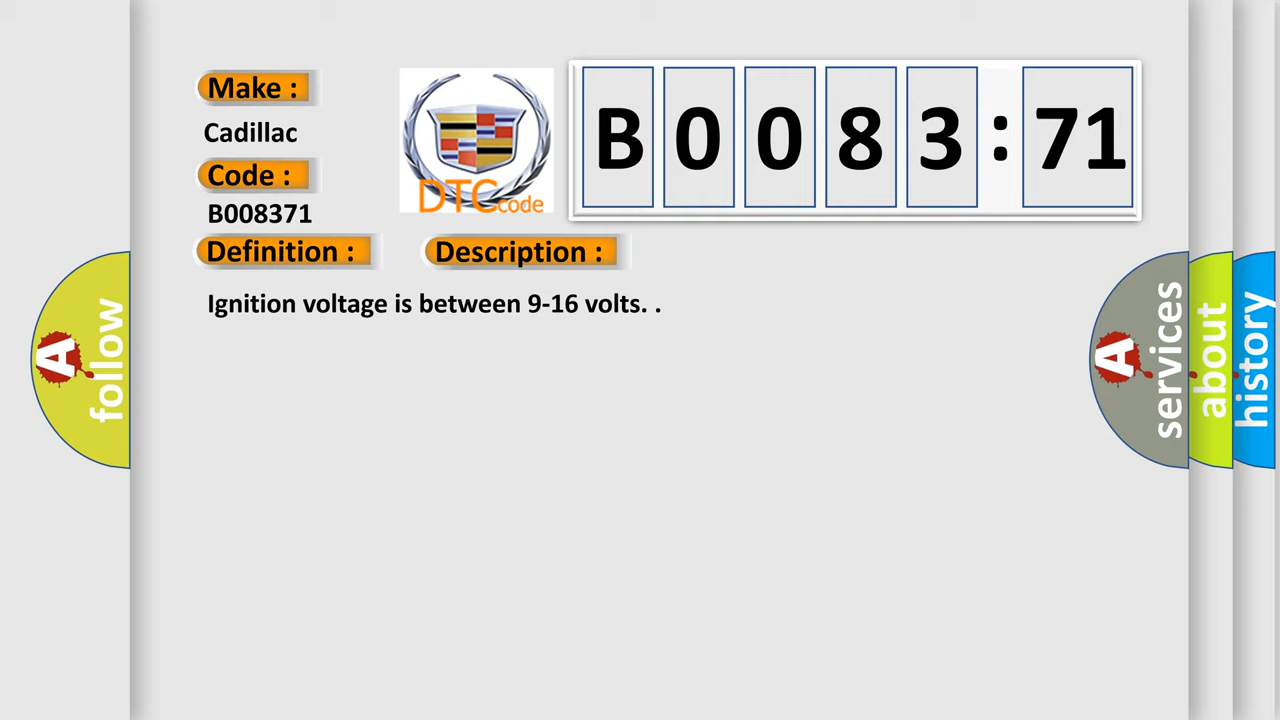 Make :
Cadillac
Code :
B008371
Definition :
Description :
Ignition voltage is between 9-16 volts. .
DTC code
B 0 0 8 3 : 71
A follow
A services
about
history